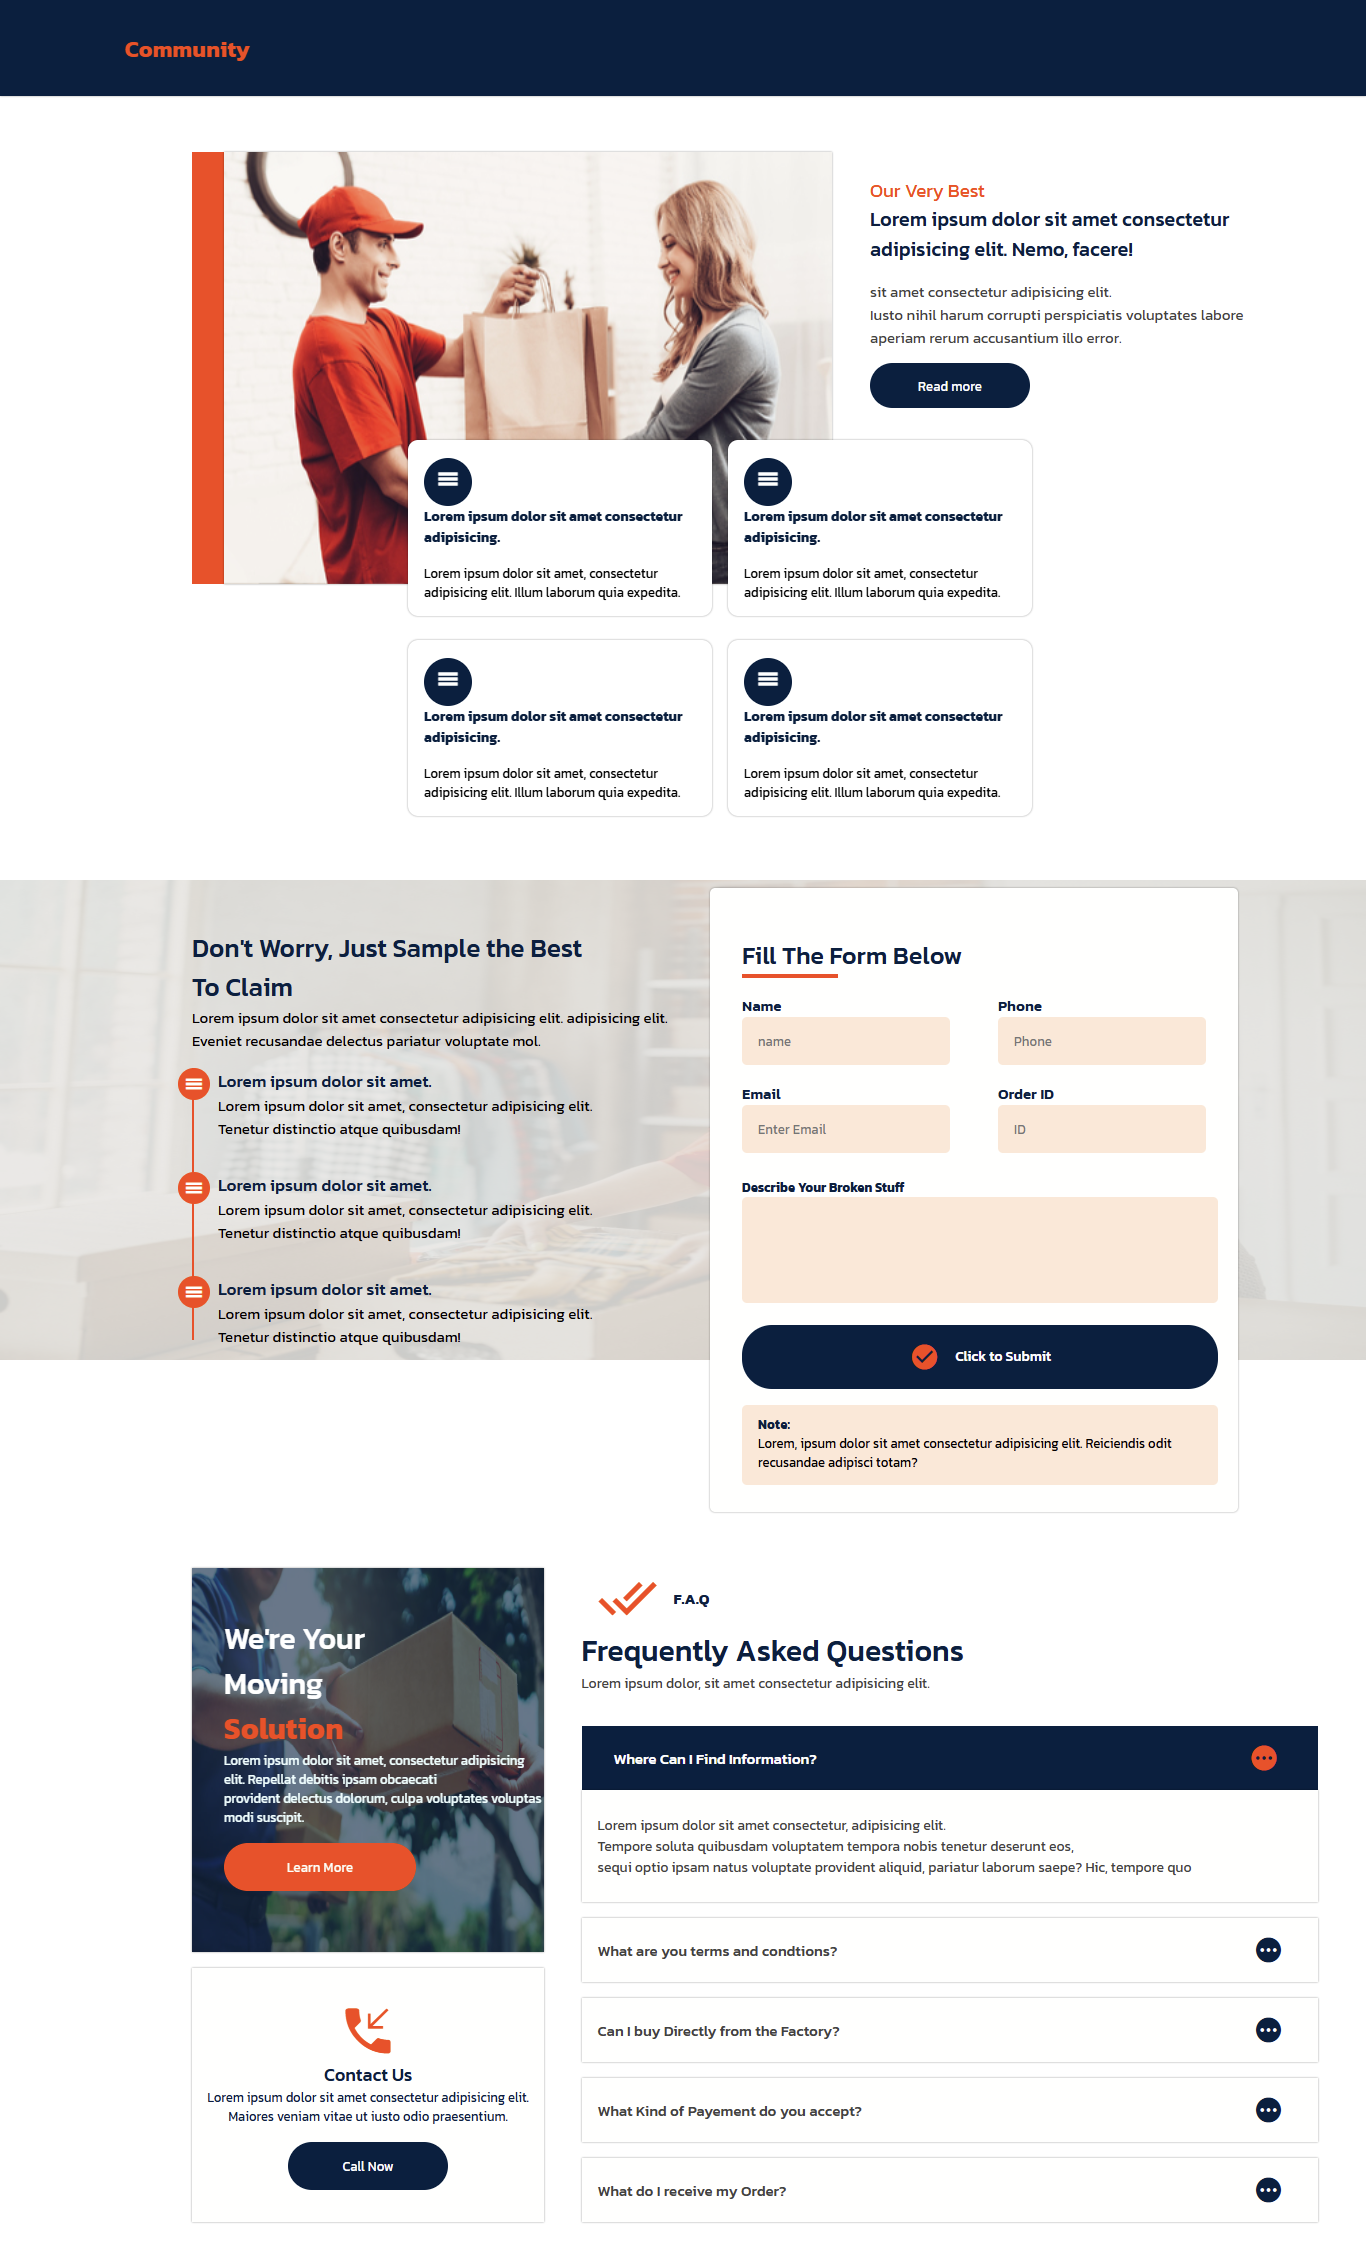 Community
Our Very Best
Lorem ipsum dolor sit amet consectetur
adipisicing elit. Nemo, facere!
sit amet consectetur adipisicing elit.
Iusto nihil harum corrupti perspiciatis voluptates labore
aperiam rerum accusantium illo error.
Read more
Lorem ipsum dolor sit amet consectetur
adipisicing.
Lorem ipsum dolor sit amet, consectetur
adipisicing elit. Illum laborum quia expedita.
Lorem ipsum dolor sit amet consectetur
adipisicing.
Lorem ipsum dolor sit amet, consectetur
adipisicing elit. Illum laborum quia expedita.
Lorem ipsum dolor sit amet consectetur
adipisicing.
Lorem ipsum dolor sit amet, consectetur
adipisicing elit. Illum laborum quia expedita.
Lorem ipsum dolor sit amet consectetur
adipisicing.
Lorem ipsum dolor sit amet, consectetur
adipisicing elit. Illum laborum quia expedita.
Don't Worry, Just Sample the Best
To Claim
Lorem ipsum dolor sit amet consectetur adipisicing elit. adipisicing elit.
Eveniet recusandae delectus pariatur voluptate mol.
Lorem ipsum dolor sit amet.
Lorem ipsum dolor sit amet, consectetur adipisicing elit.
Tenetur distinctio atque quibusdam!
Lorem ipsum dolor sit amet.
Lorem ipsum dolor sit amet, consectetur adipisicing elit.
Tenetur distinctio atque quibusdam!
Lorem ipsum dolor sit amet.
Lorem ipsum dolor sit amet, consectetur adipisicing elit.
Tenetur distinctio atque quibusdam!
Fill The Form Below
Name
name
Phone
Phone
Email
Enter Email
Order ID
ID
Describe Your Broken Stuff
Click to Submit
Note:
Lorem, ipsum dolor sit amet consectetur adipisicing elit. Reiciendis odit
recusandae adipisci totam?
We're Your
Moving
Solution
Lorem ipsum dolor sit amet, consectetur adipisicing
elit. Repellat debitis ipsam obcaecati
provident delectus dolorum, culpa voluptates voluptas
modi suscipit.
Learn More
Contact Us
Lorem ipsum dolor sit amet consectetur adipisicing elit.
Maiores veniam vitae ut iusto odio praesentium.
Call Now
F.A.Q
Frequently Asked Questions
Lorem ipsum dolor, sit amet consectetur adipisicing elit.
Where Can I Find Information?
Lorem ipsum dolor sit amet consectetur, adipisicing elit.
Tempore soluta quibusdam voluptatem tempora nobis tenetur deserunt eos,
sequi optio ipsam natus voluptate provident aliquid, pariatur laborum saepe? Hic, tempore quo
What are you terms and condtions?
Can I buy Directly from the Factory?
What Kind of Payement do you accept?
What do I receive my Order?